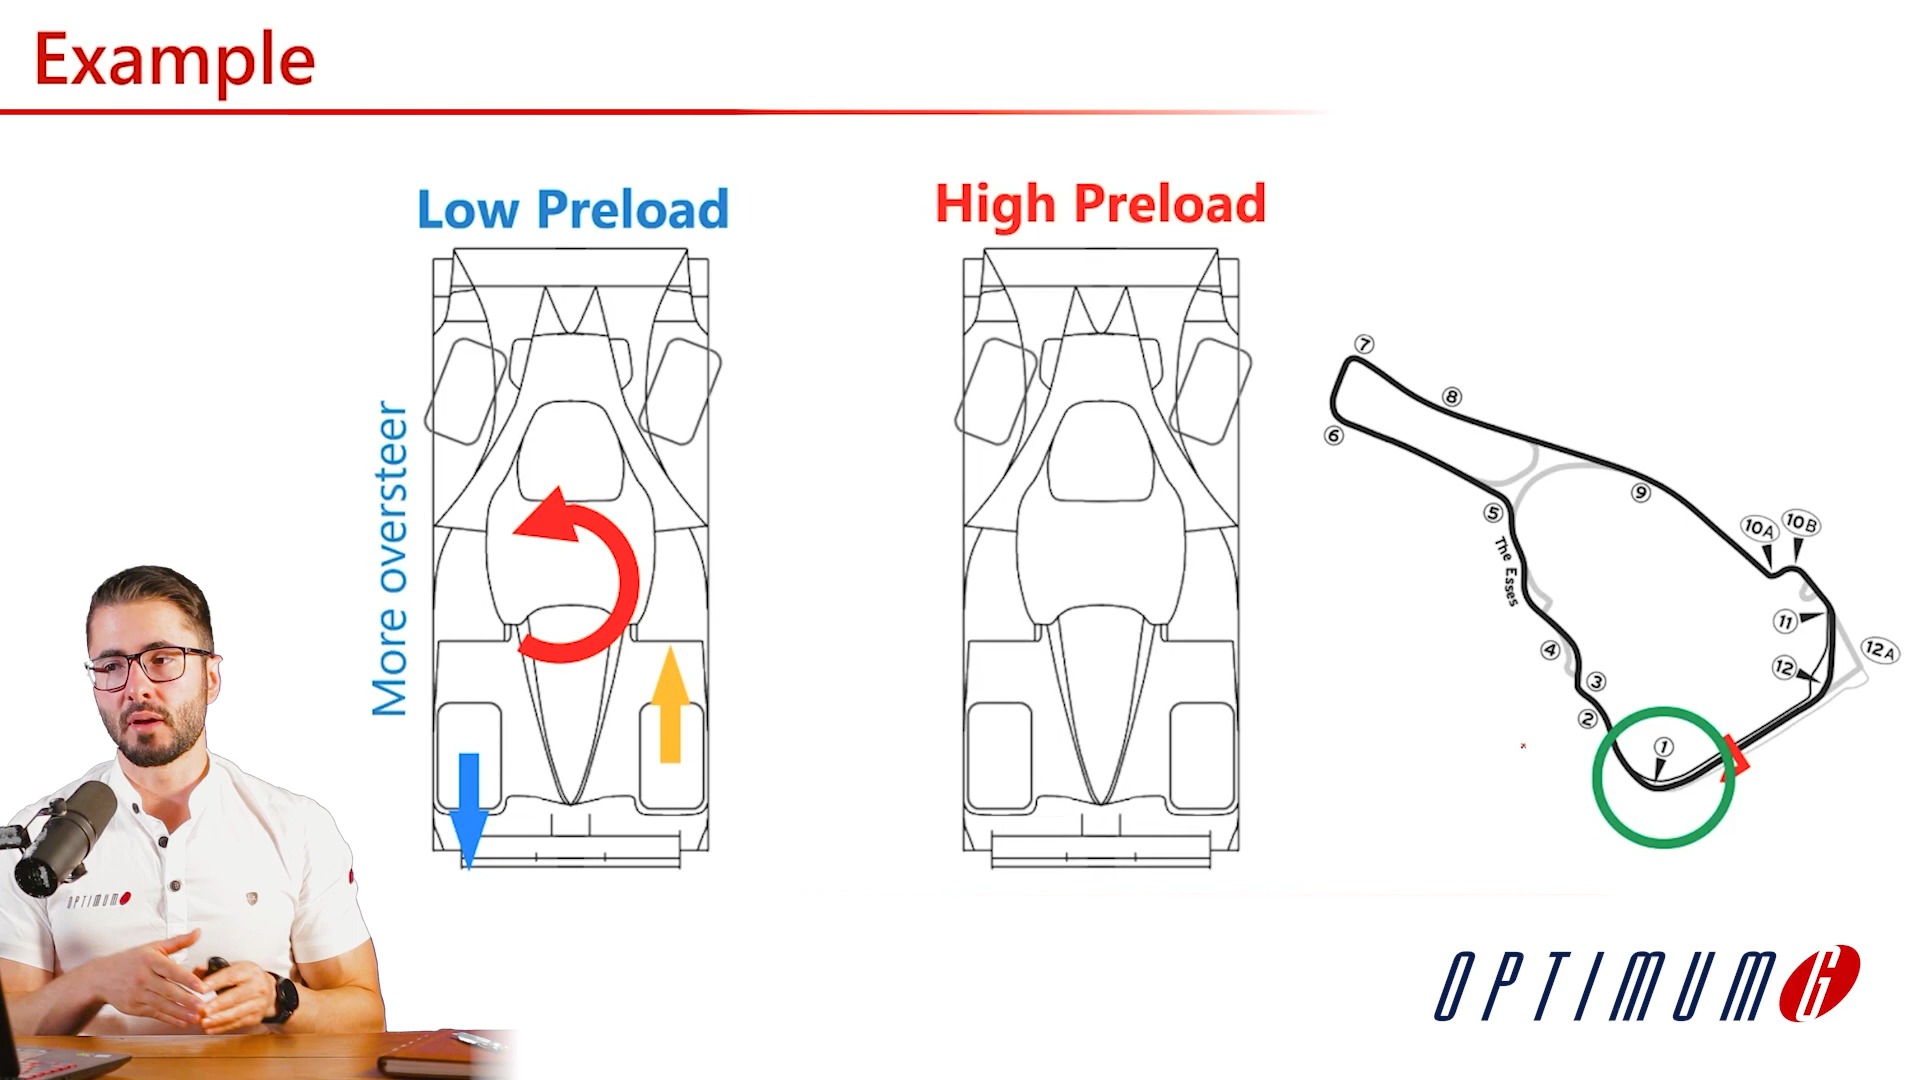 Example
Low Preload
High Preload
More oversteer
7
8
6
9
5
10A
10B
The Esses
11
4
12A
12
3
2
1
OPTIMUM
OPTIMUM G